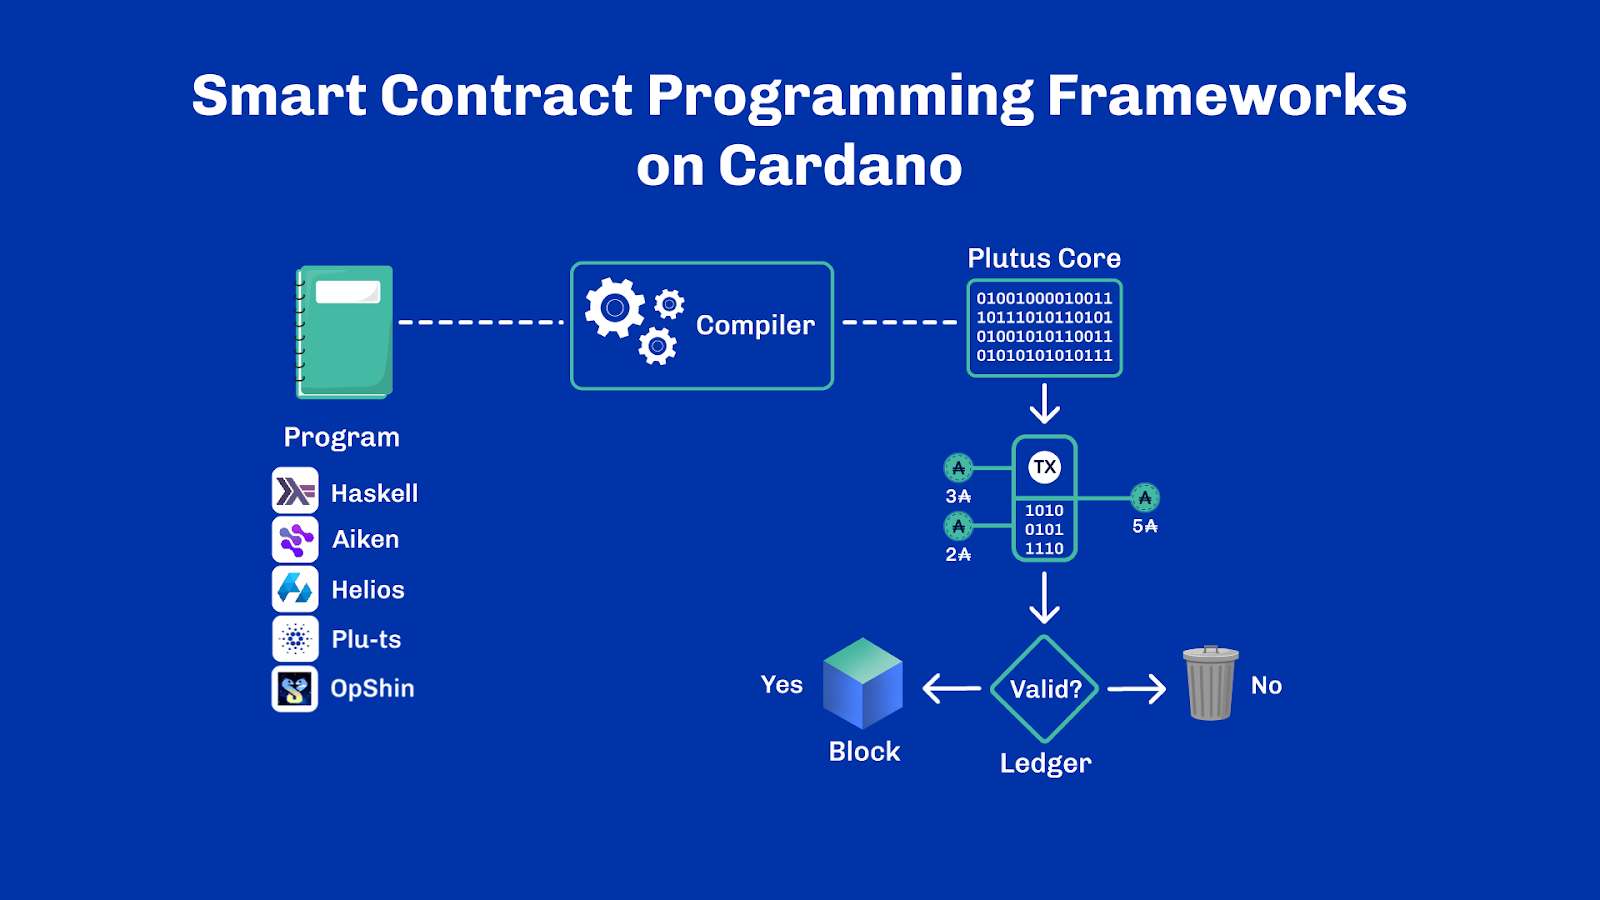 Smart Contract Programming Frameworks
on Cardano
Program
Haskell
Aiken
Helios
Plu-ts
OpShin
Compiler
Plutus Core
01001000010011
10111010110101
01001010110011
01010101010111
TX
₳
3₳
₳
2₳
1010
0101
1110
₳
5₳
Valid?
Ledger
Yes
Block
No